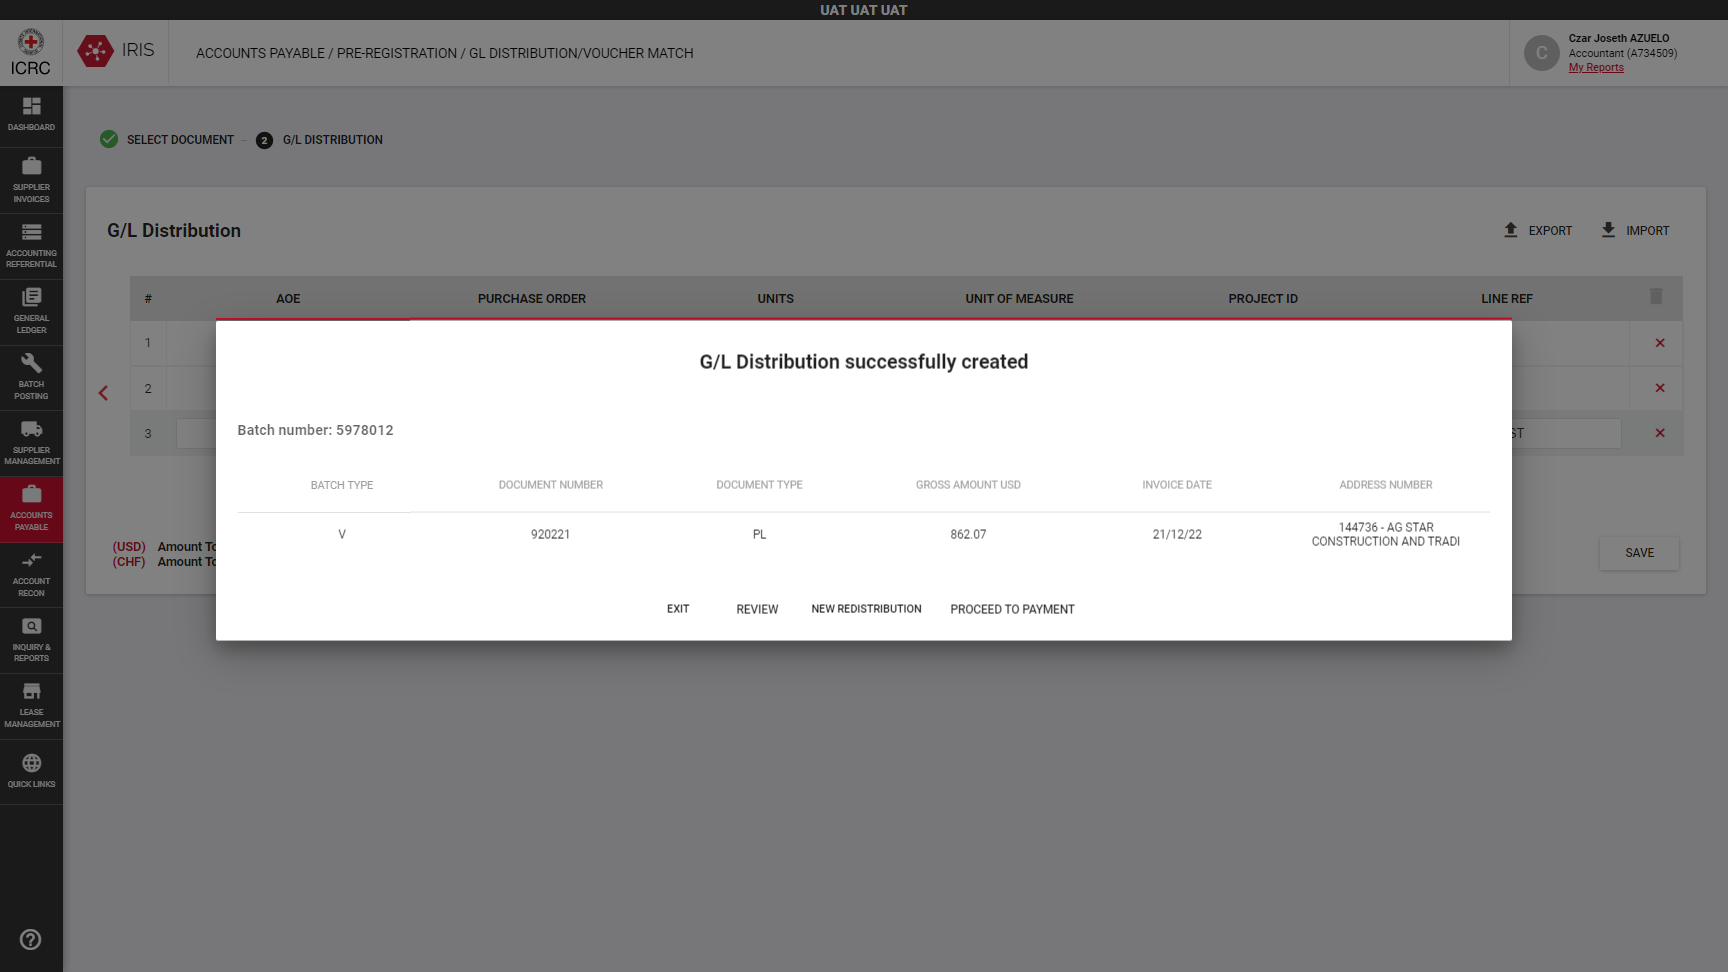 UAT UAT UAT
ICRC
IRIS
ACCOUNTS PAYABLE / PRE-REGISTRATION / GL DISTRIBUTION/VOUCHER MATCH
C
Czar Joseth AZUELO
Accountant (A734509)
My Reports
DASHBOARD
SUPPLIER
INVOICES
ACCOUNTING
REFERENTIAL
GENERAL
LEDGER
BATCH
POSTING
SUPPLIER
MANAGEMENT
ACCOUNTS
PAYABLE
ACCOUNT
RECON
INQUIRY &
REPORTS
LEASE
MANAGEMENT
QUICK LINKS
SELECT DOCUMENT
2 G/L DISTRIBUTION
G/L Distribution
EXPORT
IMPORT
# AOE PURCHASE ORDER UNITS UNIT OF MEASURE PROJECT ID LINE REF
1
2
3
ST
(USD) Amount To
(CHF) Amount To
SAVE
G/L Distribution successfully created
Batch number: 5978012
BATCH TYPE DOCUMENT NUMBER DOCUMENT TYPE GROSS AMOUNT USD INVOICE DATE ADDRESS NUMBER
V 920221 PL 862.07 21/12/22 144736 - AG STAR
CONSTRUCTION AND TRADI
EXIT REVIEW NEW REDISTRIBUTION PROCEED TO PAYMENT